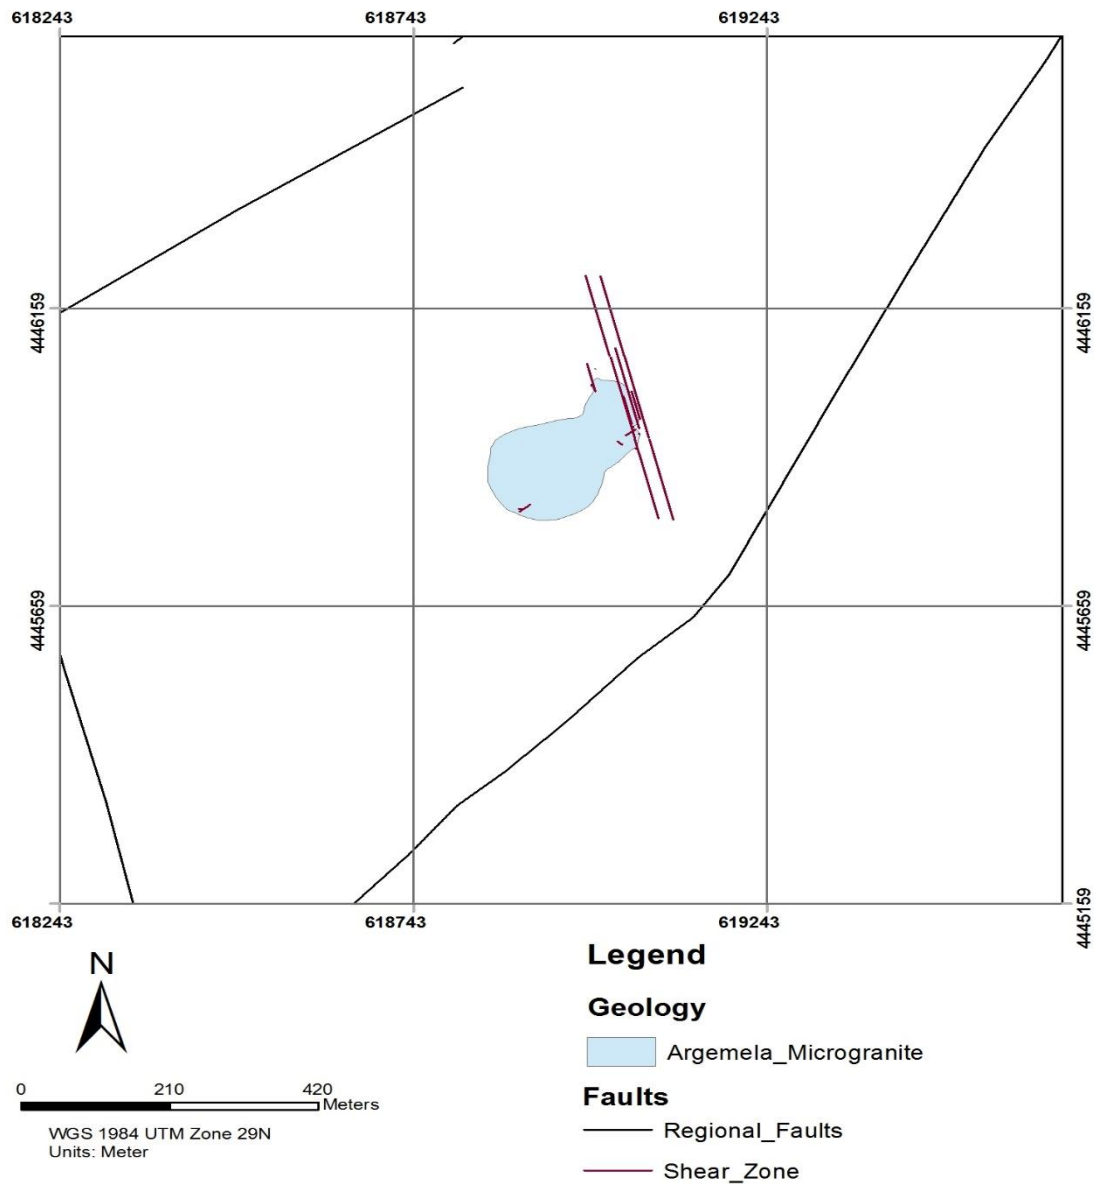 618243 618743 619243
4446159 4446159
4445659 4445659
4445159
618243 618743 619243
N
Legend
Geology
Argemela_Microgranite
Faults
0 210 420
Meters
Regional_Faults
WGS 1984 UTM Zone 29N
Units: Meter
Shear_Zone